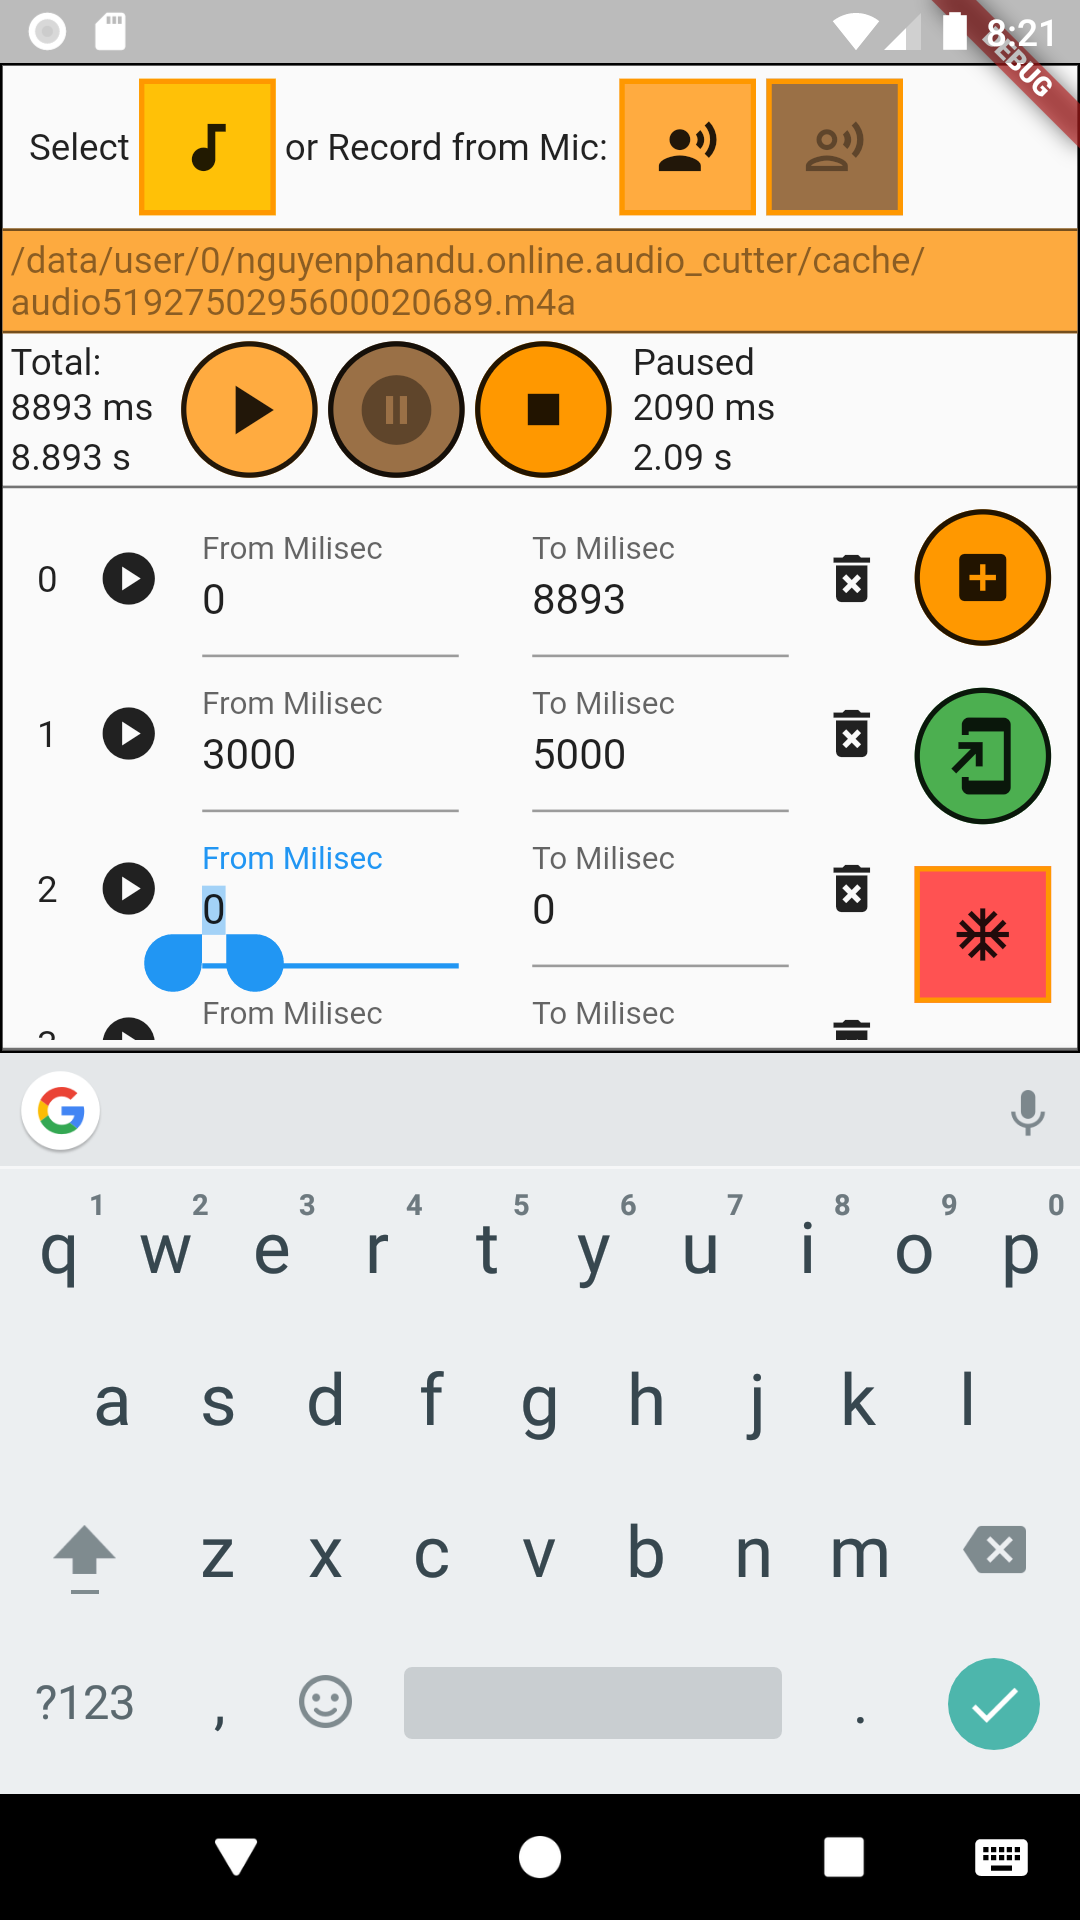 8:21
DEBUG
Select or Record from Mic:
/data/user/0/nguyenphandu.online.audio_cutter/cache/
audio5192750295600020689.m4a
Total:
8893 ms
8.893 s
Paused
2090 ms
2.09 s
From Milisec To Milisec
0 0 8893
From Milisec To Milisec
1 3000 5000
From Milisec To Milisec
2 0 0
From Milisec To Milisec
1 2 3 4 5 6 7 8 9 0
q w e r t y u i o p
a s d f g h j k l
z x c v b n m
?123 , .